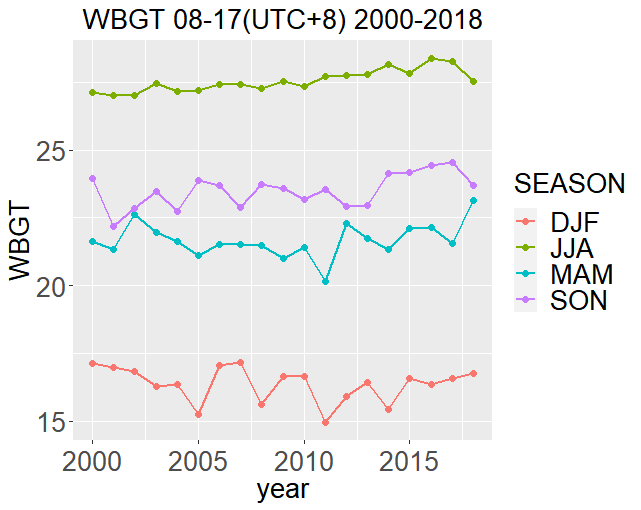 WBGT 08-17(UTC+8) 2000-2018
WBGT
25
20
15
2000
2005
2010
2015
year
SEASON
DJF
JJA
MAM
SON